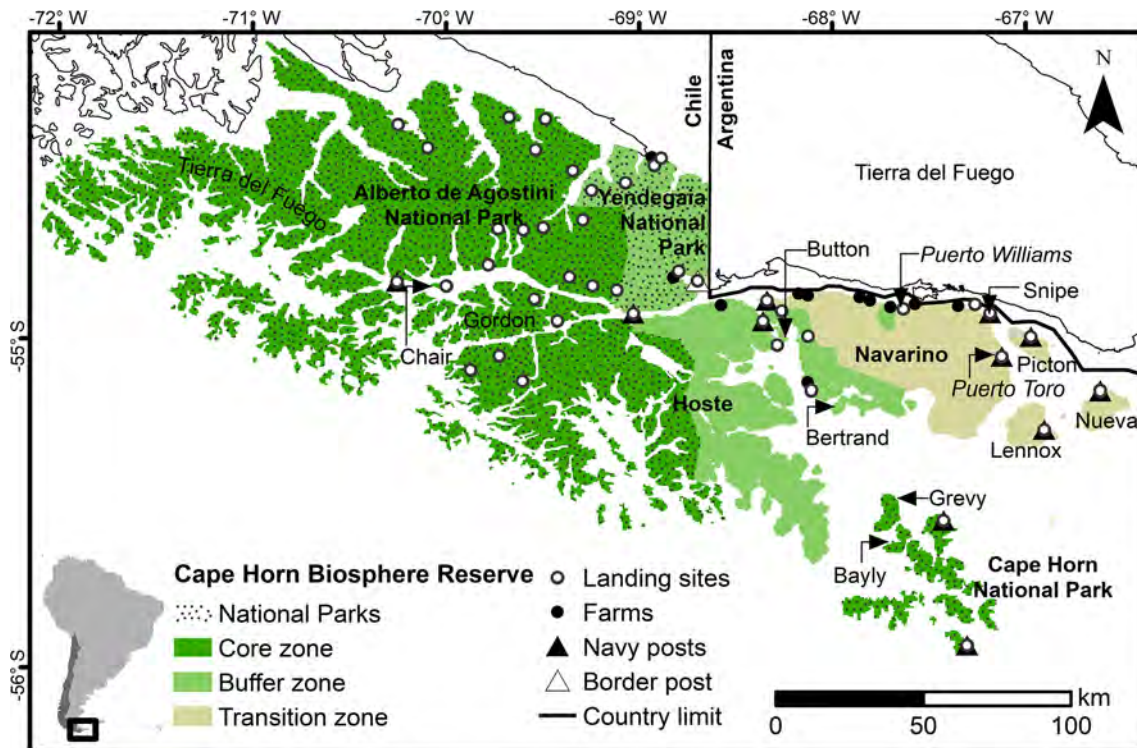 -72°W -71°W -70°W -69°W -68°W -67°W
N
Chile
Argentina
Tierra del Fuego
Tierra del Fuego
Alberto de Agostini
National Park
Yendegaia
National
Park
Button
Puerto Williams
Snipe
-55°S
Gordon
Chair
Navarino
Picton
Puerto Toro
Hoste
Bertrand
Nueva
Lennox
Grevy
Bayly
Cape Horn
National Park
-56°S
Cape Horn Biosphere Reserve
National Parks
Core zone
Buffer zone
Transition zone
Landing sites
Farms
Navy posts
Border post
Country limit
km
0 50 100